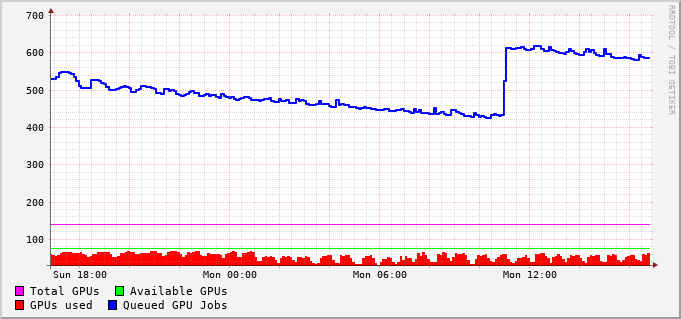 700
600
500
400
300
200
100
Sun 18:00 Mon 00:00 Mon 06:00 Mon 12:00
Total GPUs Available GPUs
GPUs used Queued GPU Jobs
RRDTOOL / TOBI OETIKER